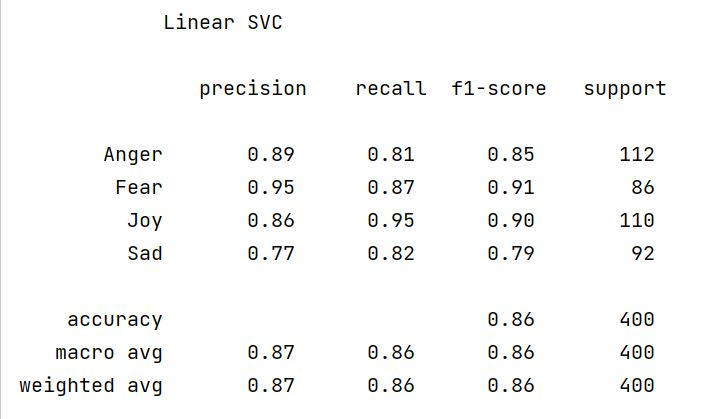 Linear SVC
precision recall f1-score support
Anger 0.89 0.81 0.85 112
Fear 0.95 0.87 0.91 86
Joy 0.86 0.95 0.90 110
Sad 0.77 0.82 0.79 92
accuracy 0.86 400
macro avg 0.87 0.86 0.86 400
weighted avg 0.87 0.86 0.86 400